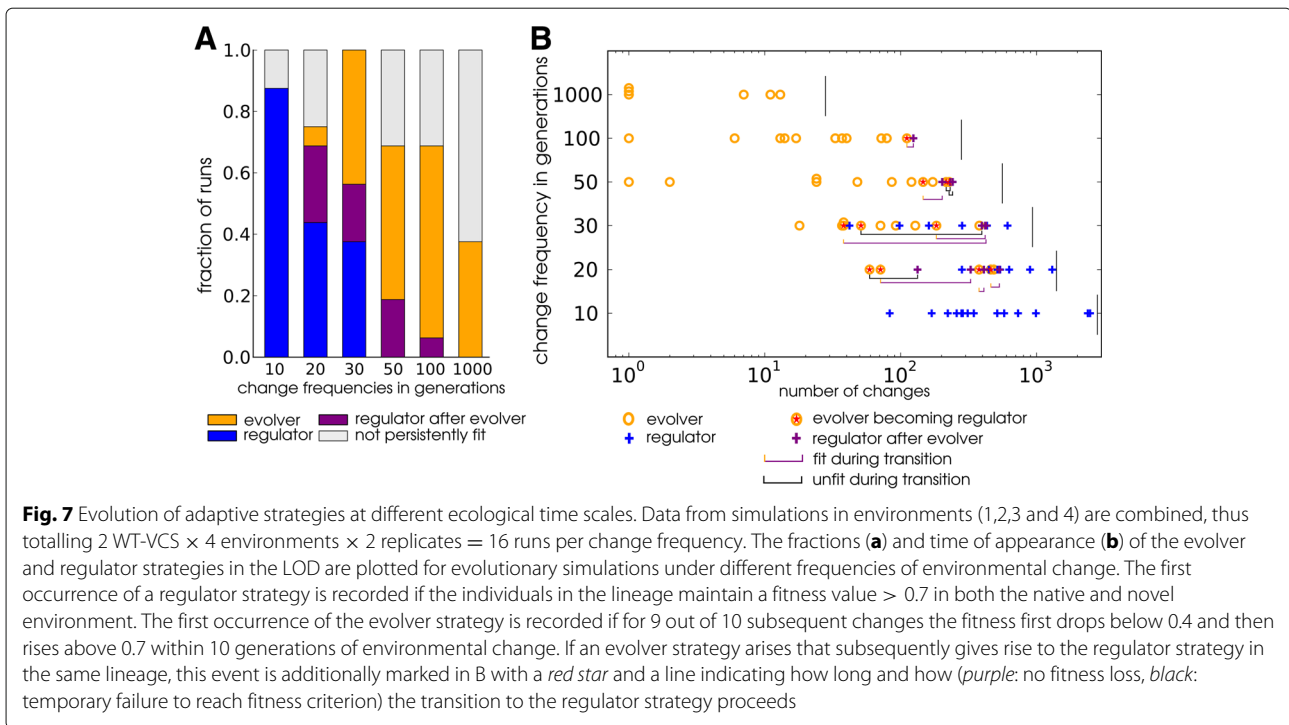 A
B
1.0
0.8
0.6
0.4
0.2
0.0
fraction of runs
10 20 30 50 100 1000
change frequencies in generations
evolver
regulator after evolver
regulator
not persistently fit
change frequency in generations
1000
100
50
30
20
10
10⁰ 10¹ 10² 10³
number of changes
evolver
evolver becoming regulator
regulator
regulator after evolver
fit during transition
unfit during transition
Fig. 7 Evolution of adaptive strategies at different ecological time scales. Data from simulations in environments (1,2,3 and 4) are combined, thus
totalling 2 WT-VCS × 4 environments × 2 replicates = 16 runs per change frequency. The fractions (a) and time of appearance (b) of the evolver
and regulator strategies in the LOD are plotted for evolutionary simulations under different frequencies of environmental change. The first
occurrence of a regulator strategy is recorded if the individuals in the lineage maintain a fitness value > 0.7 in both the native and novel
environment. The first occurrence of the evolver strategy is recorded if for 9 out of 10 subsequent changes the fitness first drops below 0.4 and then
rises above 0.7 within 10 generations of environmental change. If an evolver strategy arises that subsequently gives rise to the regulator strategy in
the same lineage, this event is additionally marked in B with a red star and a line indicating how long and how (purple: no fitness loss, black:
temporary failure to reach fitness criterion) the transition to the regulator strategy proceeds